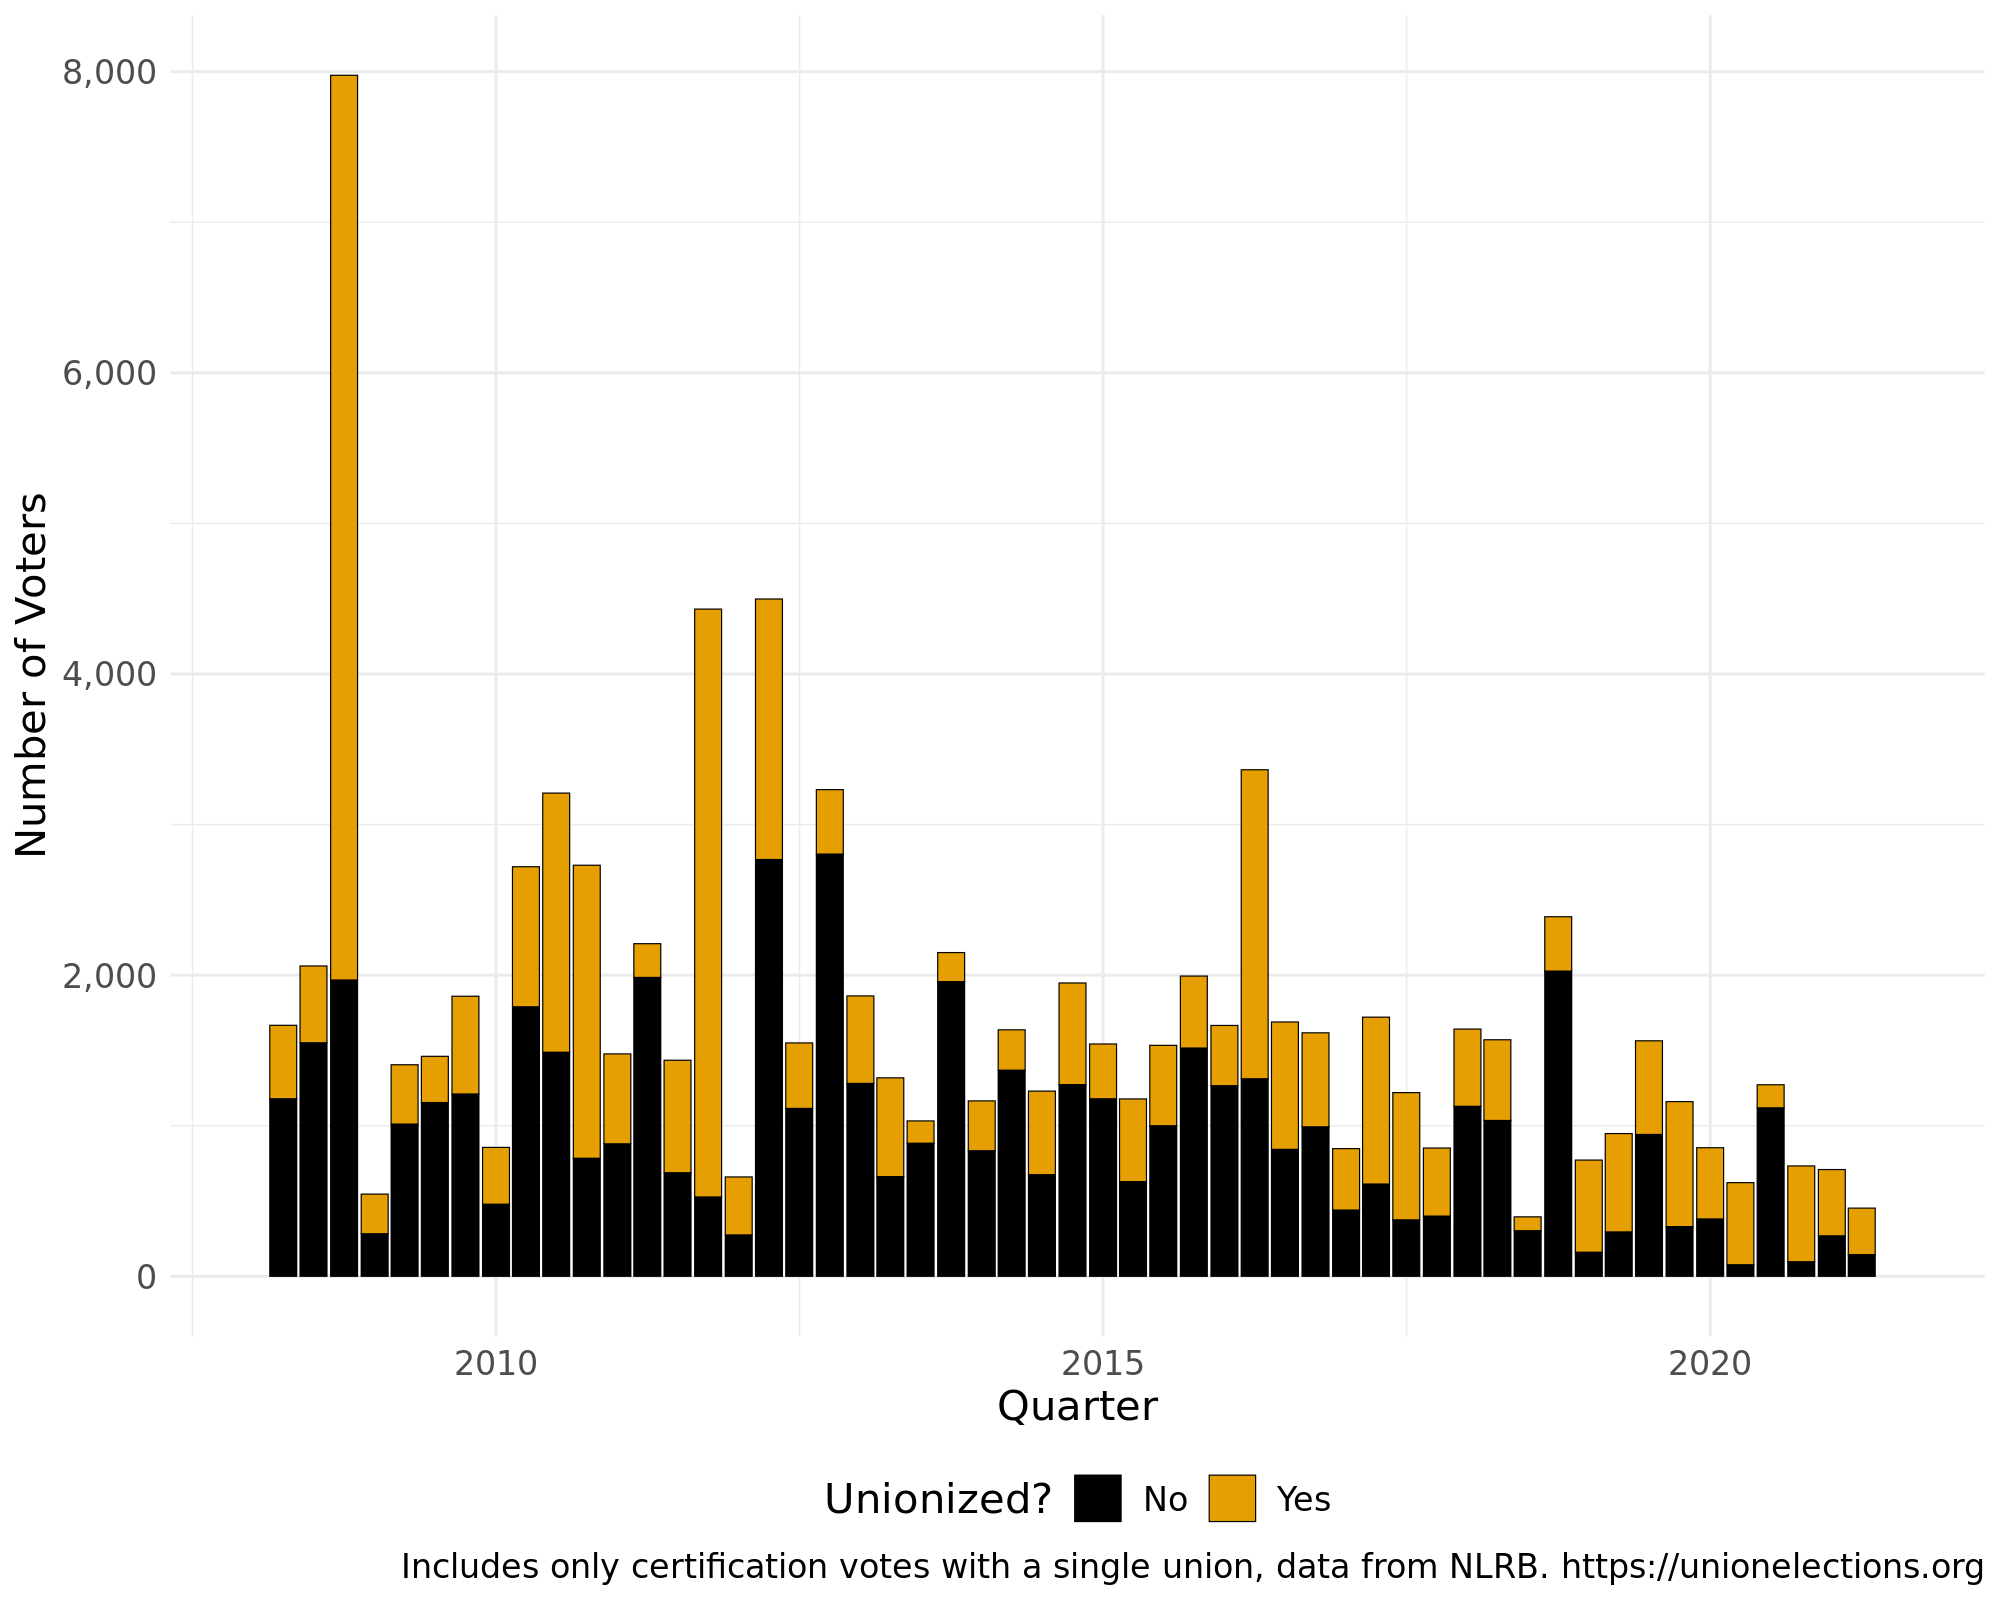 8,000
6,000
4,000
2,000
0
Number of Voters
2010 2015 2020
Quarter
Unionized? No Yes
Includes only certification votes with a single union, data from NLRB. https://unionelections.org